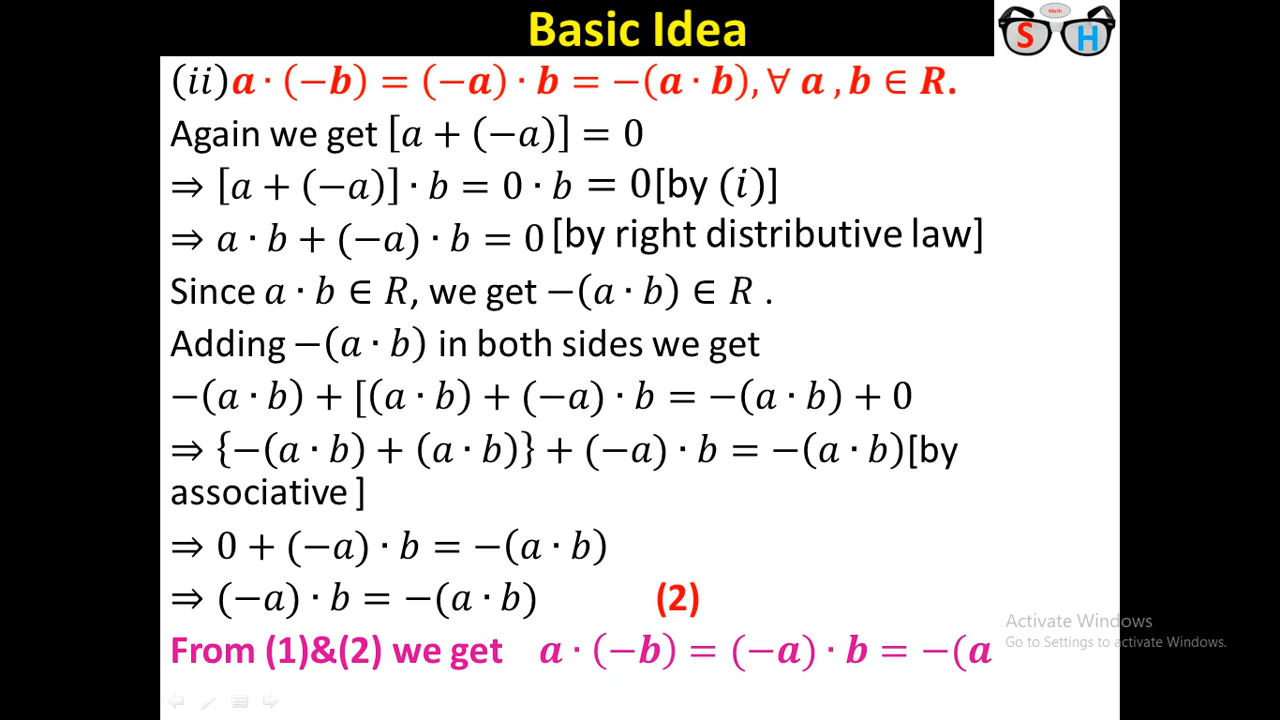 Basic Idea
Math
S H
(ii) a · (−b) = (−a) · b = −(a · b), ∀ a , b ∈ R.
Again we get [a + (−a)] = 0
⇒ [a + (−a)] · b = 0 · b = 0[by (i)]
⇒ a · b + (−a) · b = 0 [by right distributive law]
Since a · b ∈ R, we get −(a · b) ∈ R .
Adding −(a · b) in both sides we get
−(a · b) + [(a · b) + (−a) · b = −(a · b) + 0
⇒ {−(a · b) + (a · b)} + (−a) · b = −(a · b)[by
associative ]
⇒ 0 + (−a) · b = −(a · b)
⇒ (−a) · b = −(a · b) (2)
From (1)&(2) we get a · (−b) = (−a) · b = −(a
Activate Windows
Go to Settings to activate Windows.